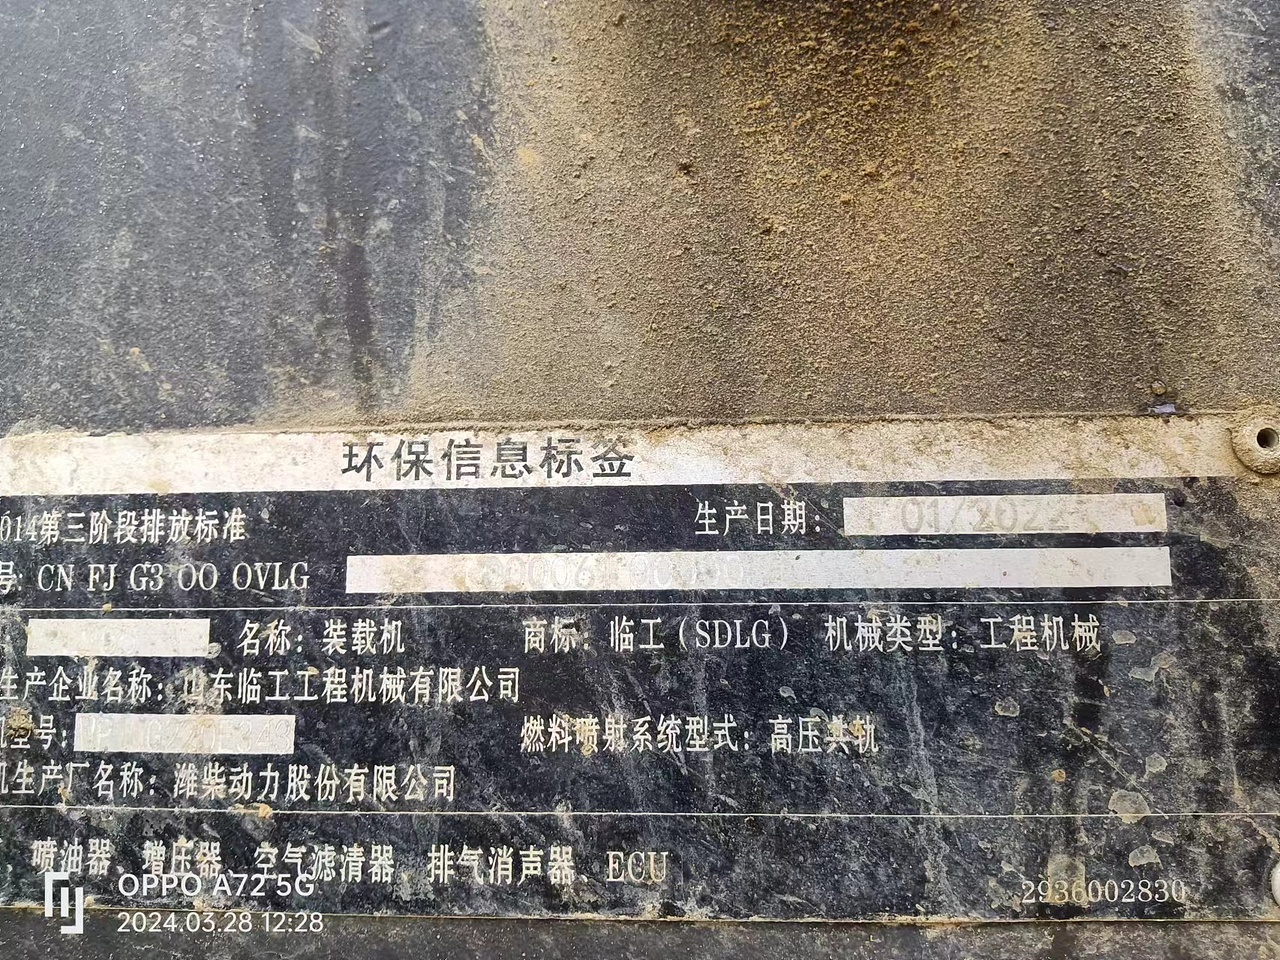 环保信息标签
014第三阶段排放标准 生产日期: 01/2022
号: CN FJ G3 OO OVLG
名称: 装载机 商标: 临工(SDLG) 机械类型: 工程机械
生产企业名称: 山东临工工程机械有限公司
机型号: 燃料喷射系统型式: 高压共轨
机生产厂名称: 潍柴动力股份有限公司
喷油器、增压器、空气滤清器、排气消声器、ECU
2936002830
OPPO A72 5G
2024.03.28 12:28